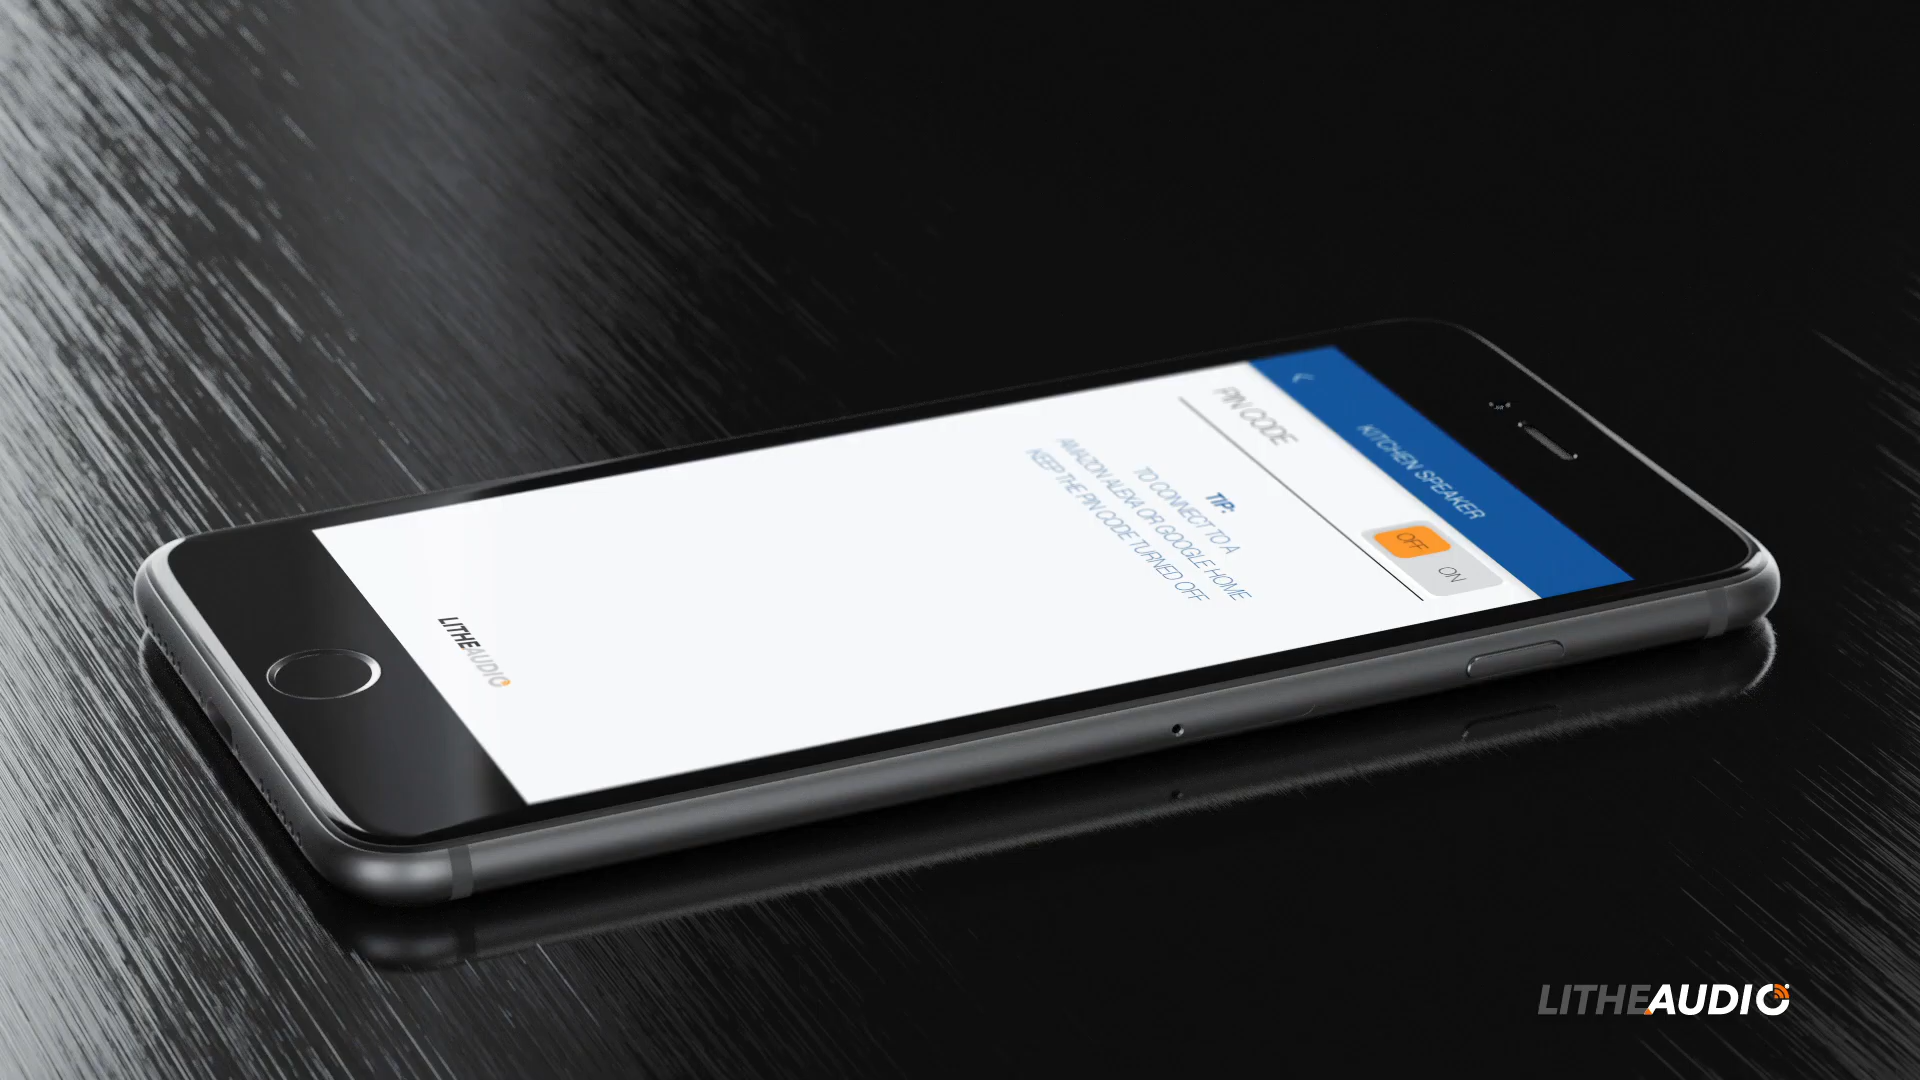 KITCHEN SPEAKER
PIN CODE
OFF
ON
TIP:
TO CONNECT TO A
AMAZON ALEXA OR GOOGLE HOME
KEEP THE PIN CODE TURNED OFF
LITHEAUDIO
LITHEAUDIO